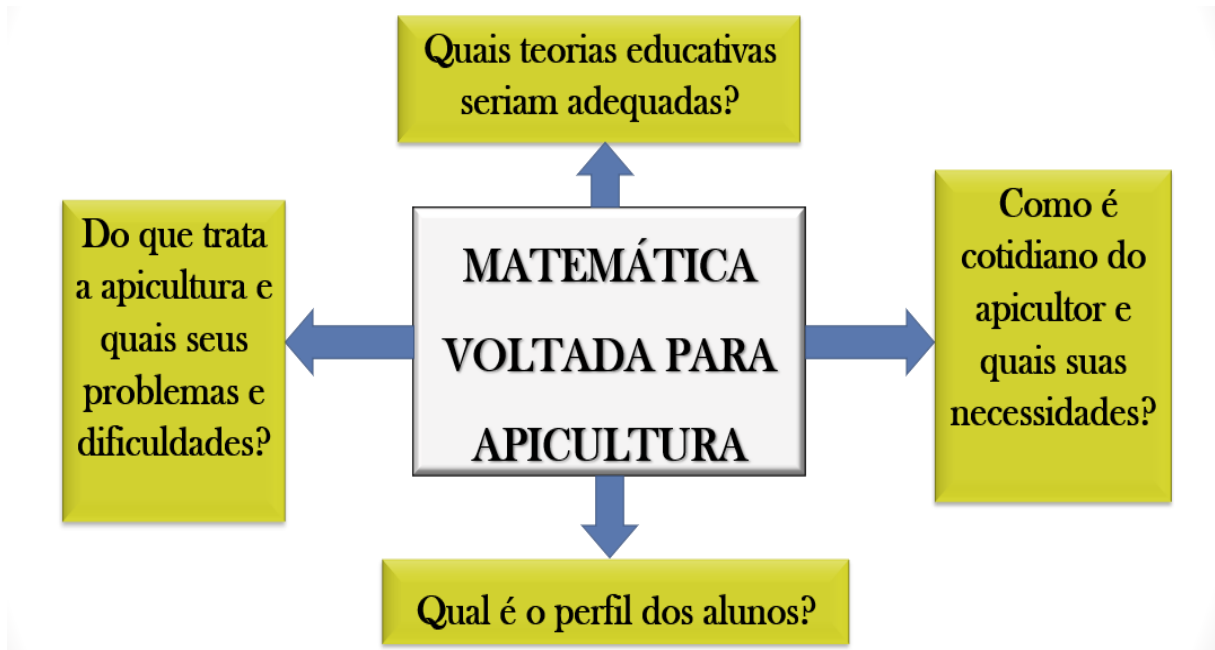 Quais teorias educativas
seriam adequadas?
Do que trata
a apicultura e
quais seus
problemas e
dificuldades?
MATEMÁTICA
VOLTADA PARA
APICULTURA
Como é
cotidiano do
apicultor e
quais suas
necessidades?
Qual é o perfil dos alunos?